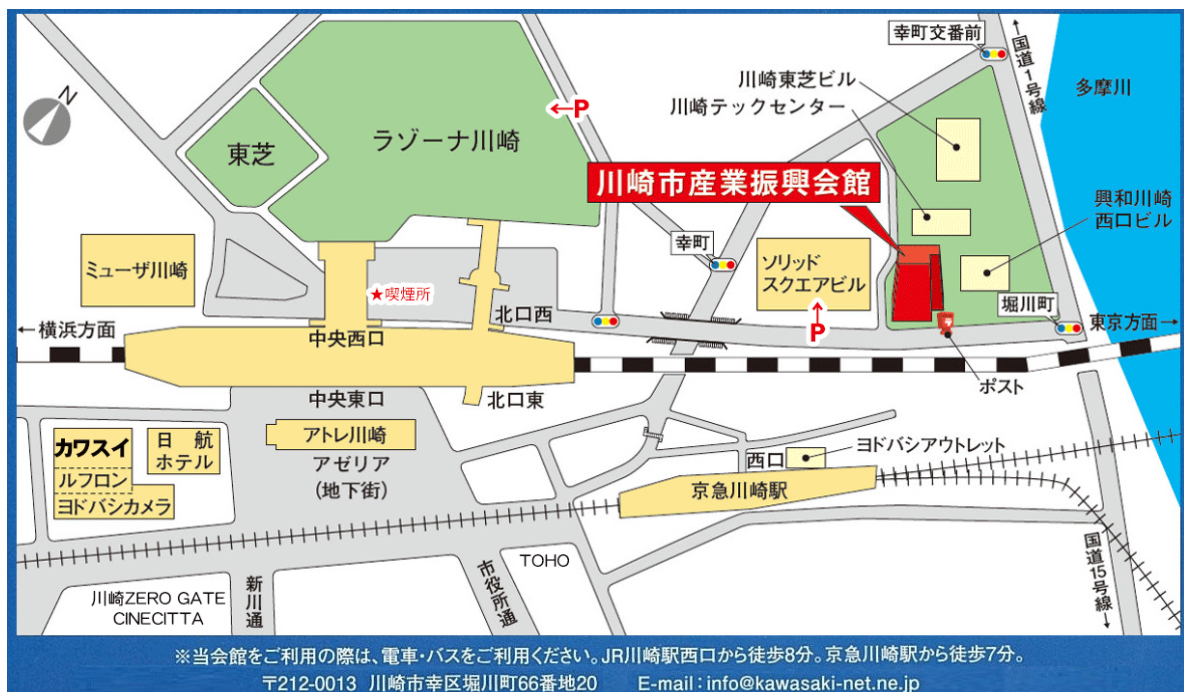 幸町交番前
←国道1号線
N
川崎東芝ビル
多摩川
←P
川崎テックセンター
ラゾーナ川崎
東芝
川崎市産業振興会館
興和川崎
西口ビル
幸町
ミューザ川崎
ソリッド
スクエアビル
★喫煙所
北口西
↑
P
堀川町
←横浜方面
東京方面→
中央西口
ポスト
中央東口
北口東
カワスイ
ルフロン
ヨドバシカメラ
日航
ホテル
アトレ川崎
アゼリア
(地下街)
ヨドバシアウトレット
西口
京急川崎駅
TOHO
市役所通
新川通
川崎ZERO GATE
CINECITTA
国道15号線→
※当会館をご利用の際は、電車・バスをご利用ください。JR川崎駅西口から徒歩8分。京急川崎駅から徒歩7分。
〒212-0013 川崎市幸区堀川町66番地20 E-mail:info@kawasaki-net.ne.jp